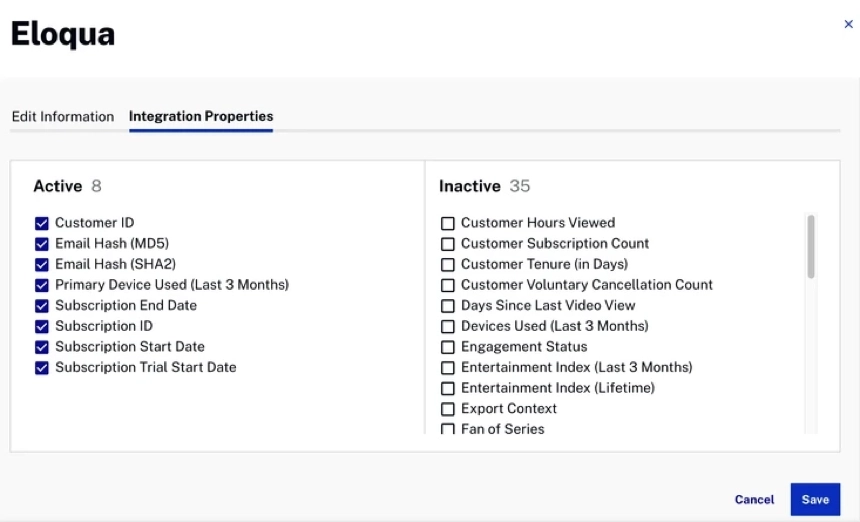 Eloqua
×
Edit Information
Integration Properties
Active 8
Customer ID
Email Hash (MD5)
Email Hash (SHA2)
Primary Device Used (Last 3 Months)
Subscription End Date
Subscription ID
Subscription Start Date
Subscription Trial Start Date
Inactive 35
Customer Hours Viewed
Customer Subscription Count
Customer Tenure (in Days)
Customer Voluntary Cancellation Count
Days Since Last Video View
Devices Used (Last 3 Months)
Engagement Status
Entertainment Index (Last 3 Months)
Entertainment Index (Lifetime)
Export Context
Fan of Series
Cancel
Save